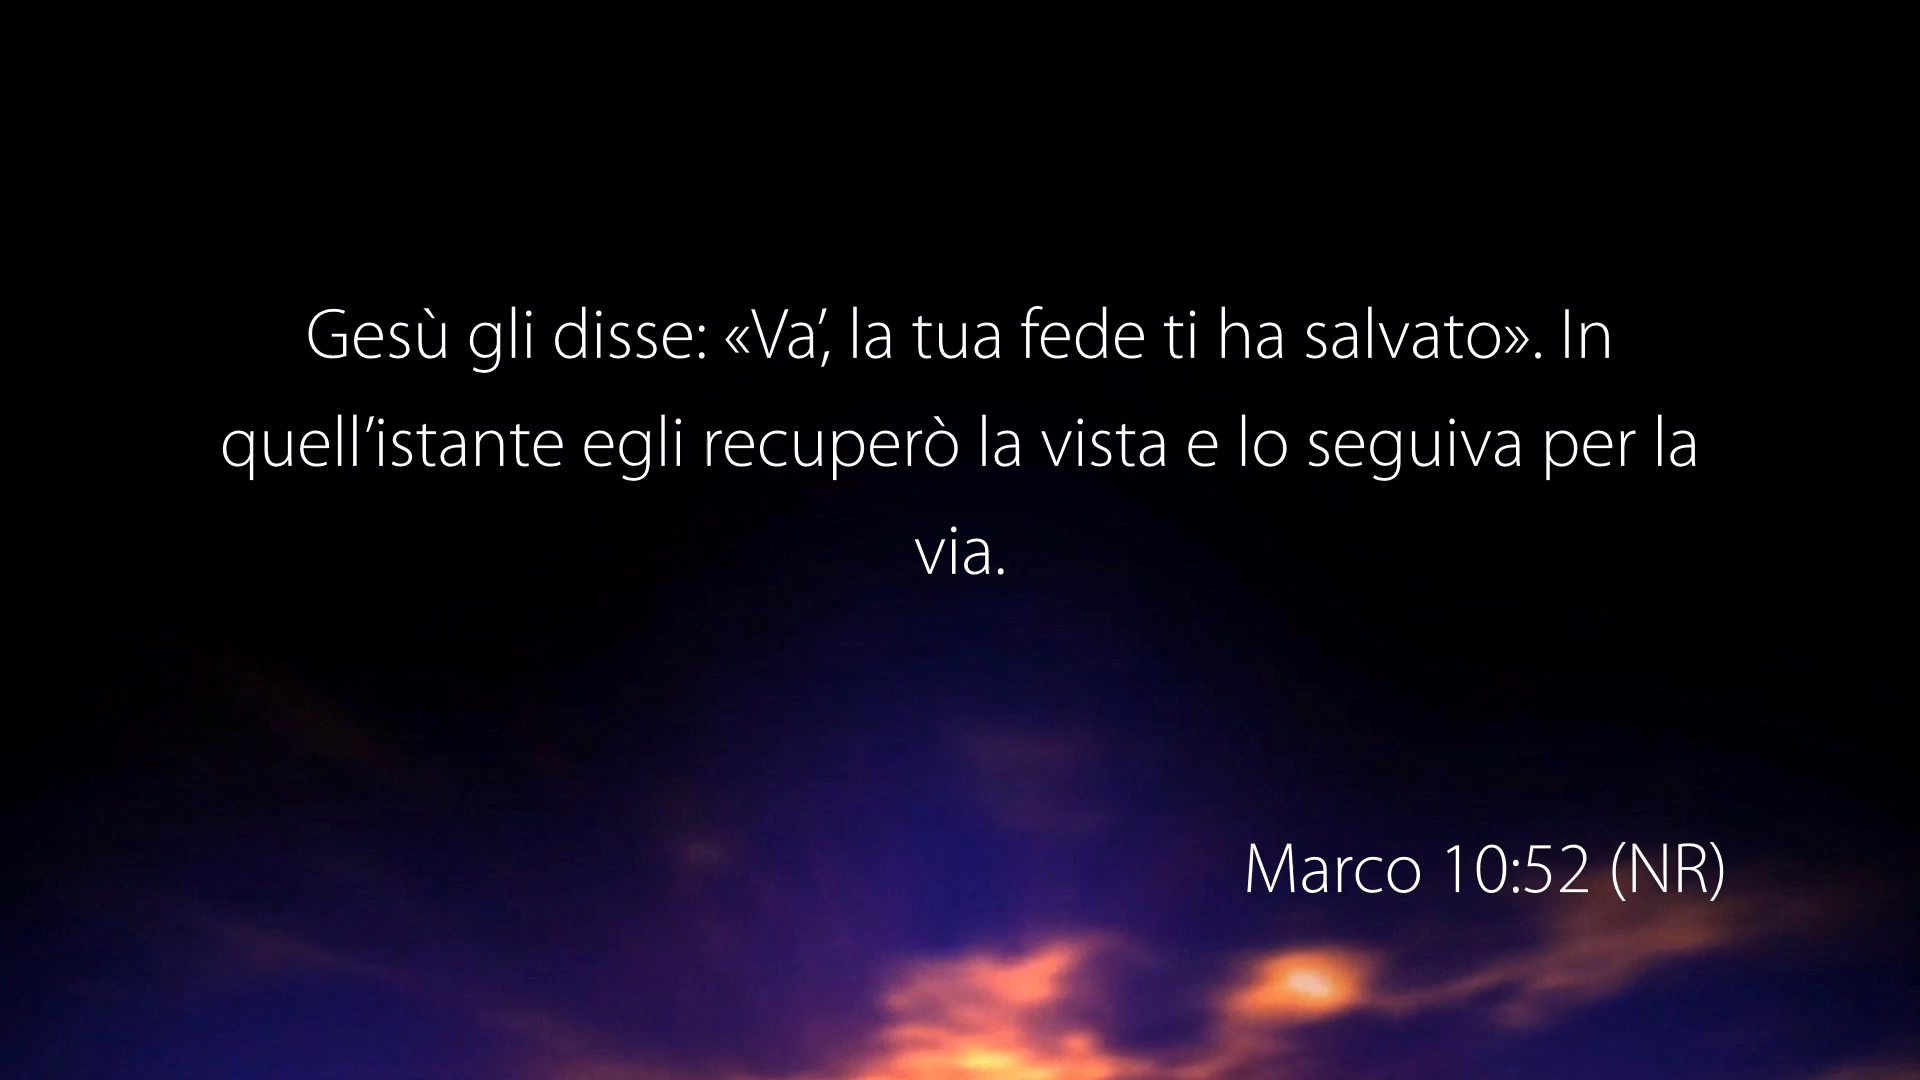 Gesù gli disse: «Va’, la tua fede ti ha salvato». In
quell’istante egli recuperò la vista e lo seguiva per la
via.
Marco 10:52 (NR)